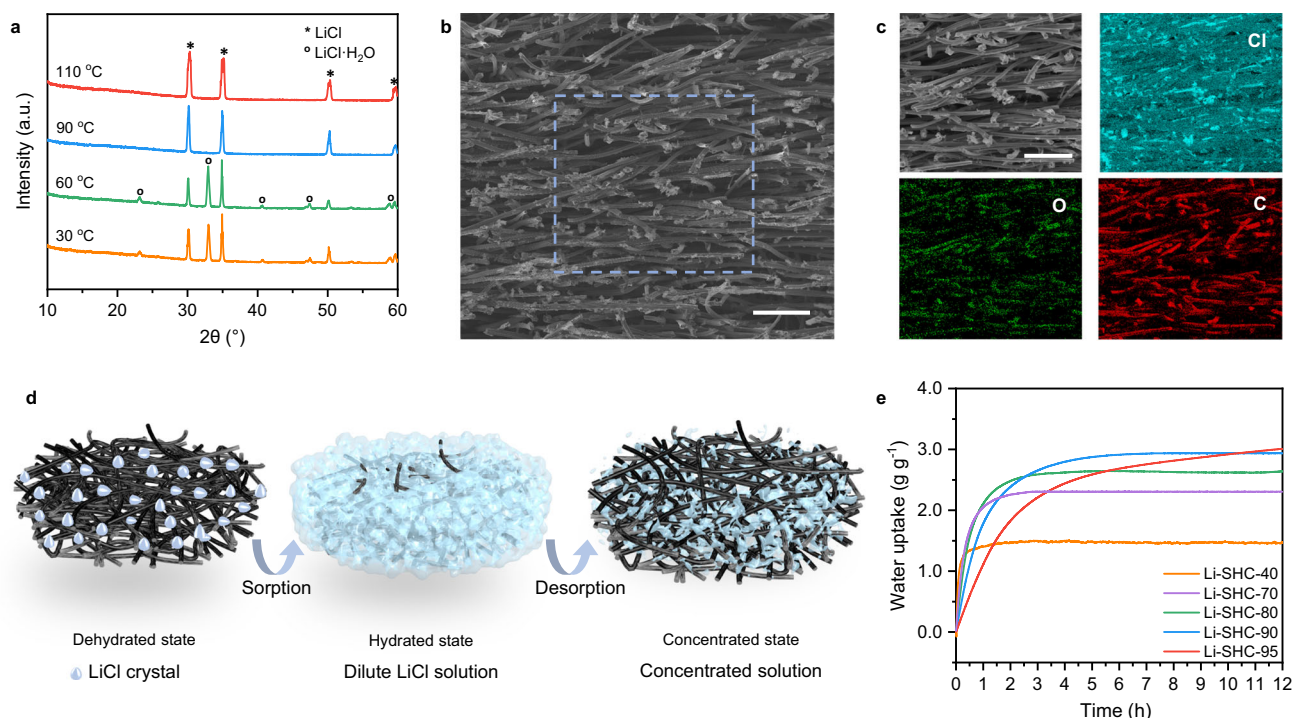 a
Intensity (a.u.)
* LiCl
o LiCl·H₂O
110 °C
90 °C
60 °C
30 °C
* * * *
o o o o o
10 20 30 40 50 60
2θ (°)
b
c
Cl
O
C
d
Sorption
Desorption
Dehydrated state
LiCl crystal
Hydrated state
Dilute LiCl solution
Concentrated state
Concentrated solution
e
Water uptake (g g⁻¹)
4.0
3.0
2.0
1.0
0.0
Li-SHC-40
Li-SHC-70
Li-SHC-80
Li-SHC-90
Li-SHC-95
0 1 2 3 4 5 6 7 8 9 10 11 12
Time (h)